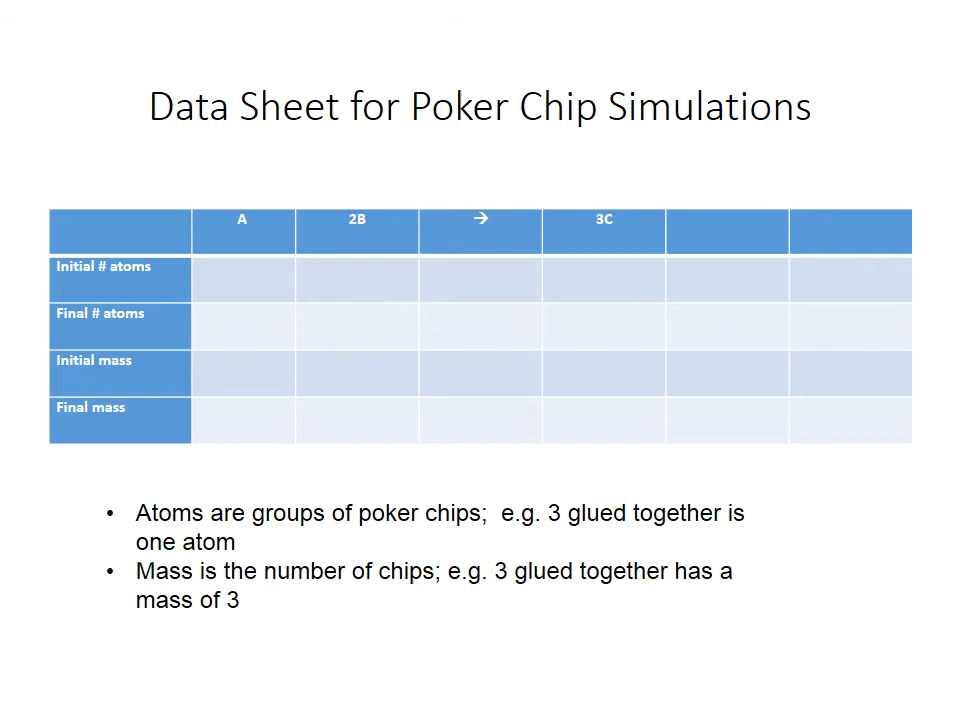 Data Sheet for Poker Chip Simulations
A 2B → 3C
Initial # atoms
Final # atoms
Initial mass
Final mass
• Atoms are groups of poker chips;  e.g. 3 glued together is
one atom
• Mass is the number of chips; e.g. 3 glued together has a
mass of 3